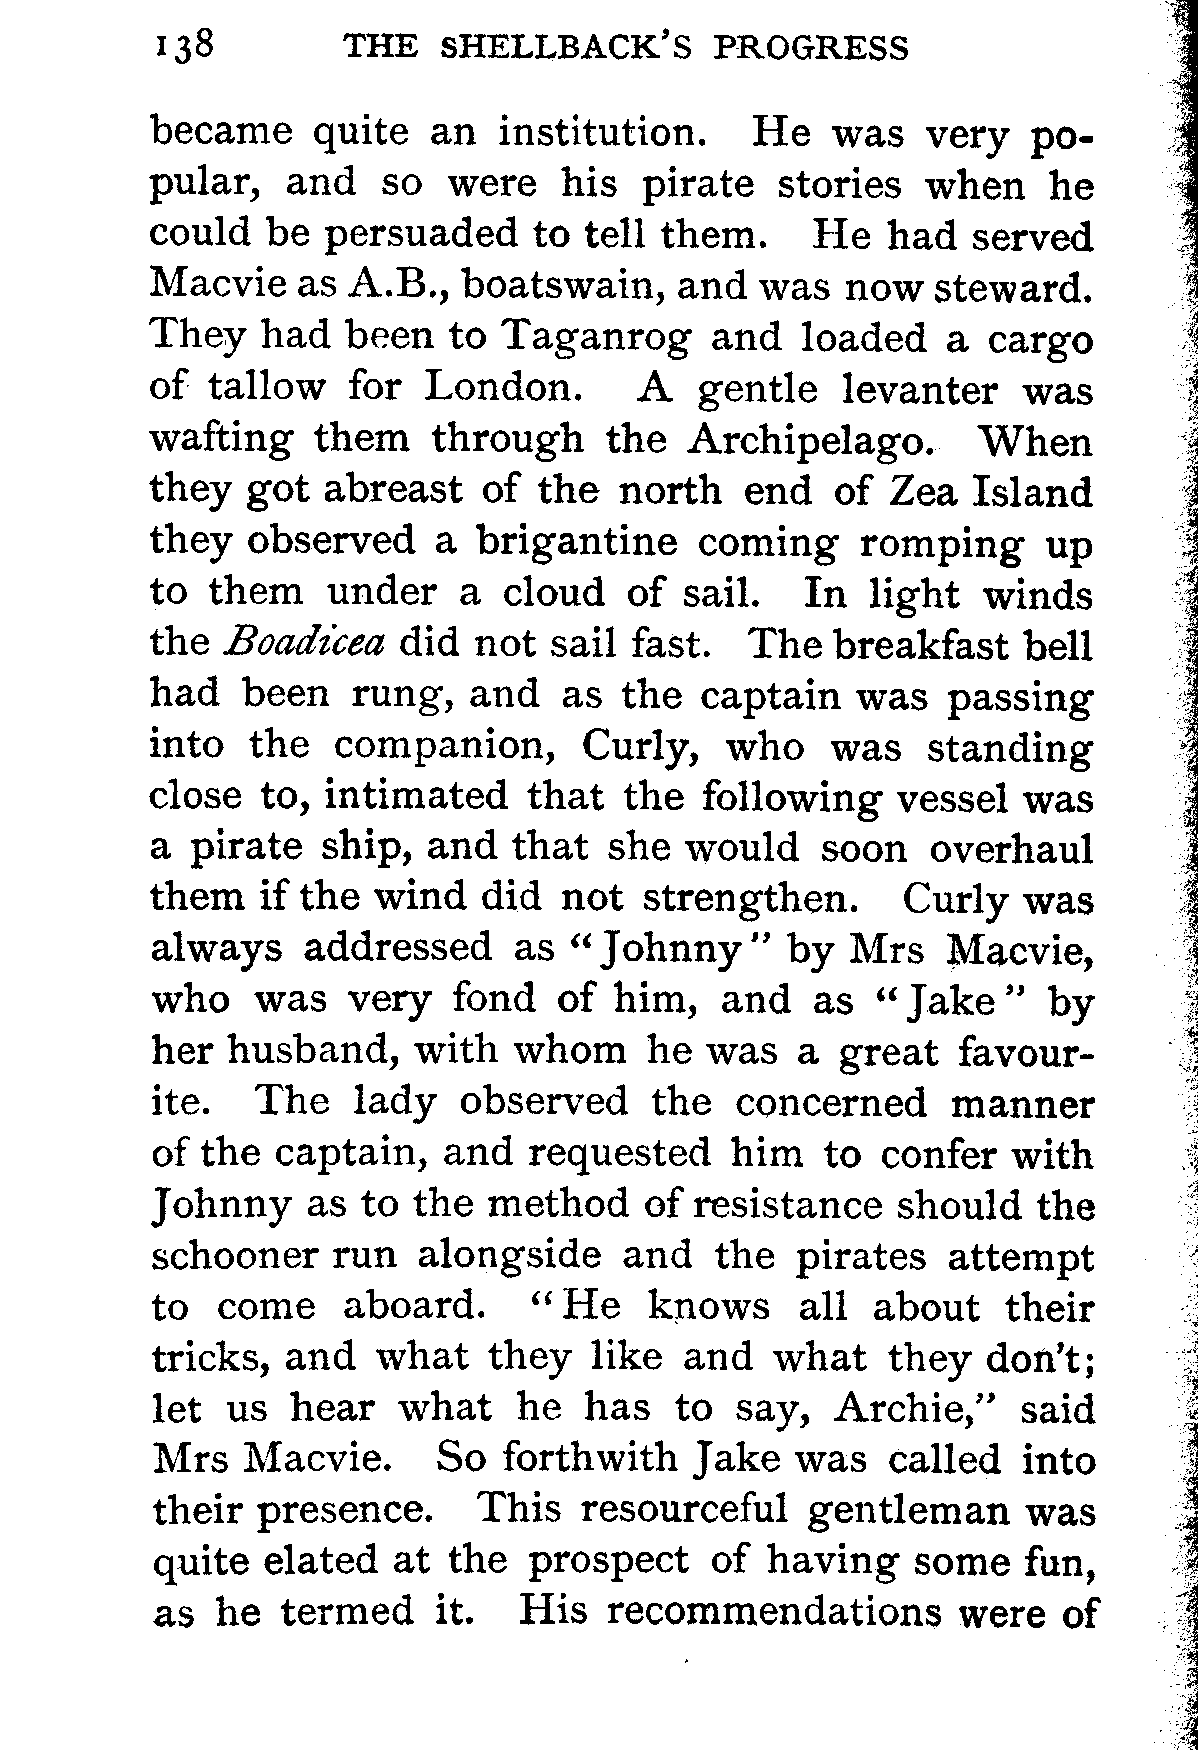 138 THE SHELLBACK'S PROGRESS
became quite an institution. He was very po-
pular, and so were his pirate stories when he
could be persuaded to tell them. He had served
Macvie as A.B., boatswain, and was now steward.
They had been to Taganrog and loaded a cargo
of tallow for London. A gentle levanter was
wafting them through the Archipelago. When
they got abreast of the north end of Zea Island
they observed a brigantine coming romping up
to them under a cloud of sail. In light winds
the Boadicea did not sail fast. The breakfast bell
had been rung, and as the captain was passing
into the companion, Curly, who was standing
close to, intimated that the following vessel was
a pirate ship, and that she would soon overhaul
them if the wind did not strengthen. Curly was
always addressed as "Johnny" by Mrs Macvie,
who was very fond of him, and as "Jake" by
her husband, with whom he was a great favour-
ite. The lady observed the concerned manner
of the captain, and requested him to confer with
Johnny as to the method of resistance should the
schooner run alongside and the pirates attempt
to come aboard. "He knows all about their
tricks, and what they like and what they don't;
let us hear what he has to say, Archie," said
Mrs Macvie. So forthwith Jake was called into
their presence. This resourceful gentleman was
quite elated at the prospect of having some fun,
as he termed it. His recommendations were of